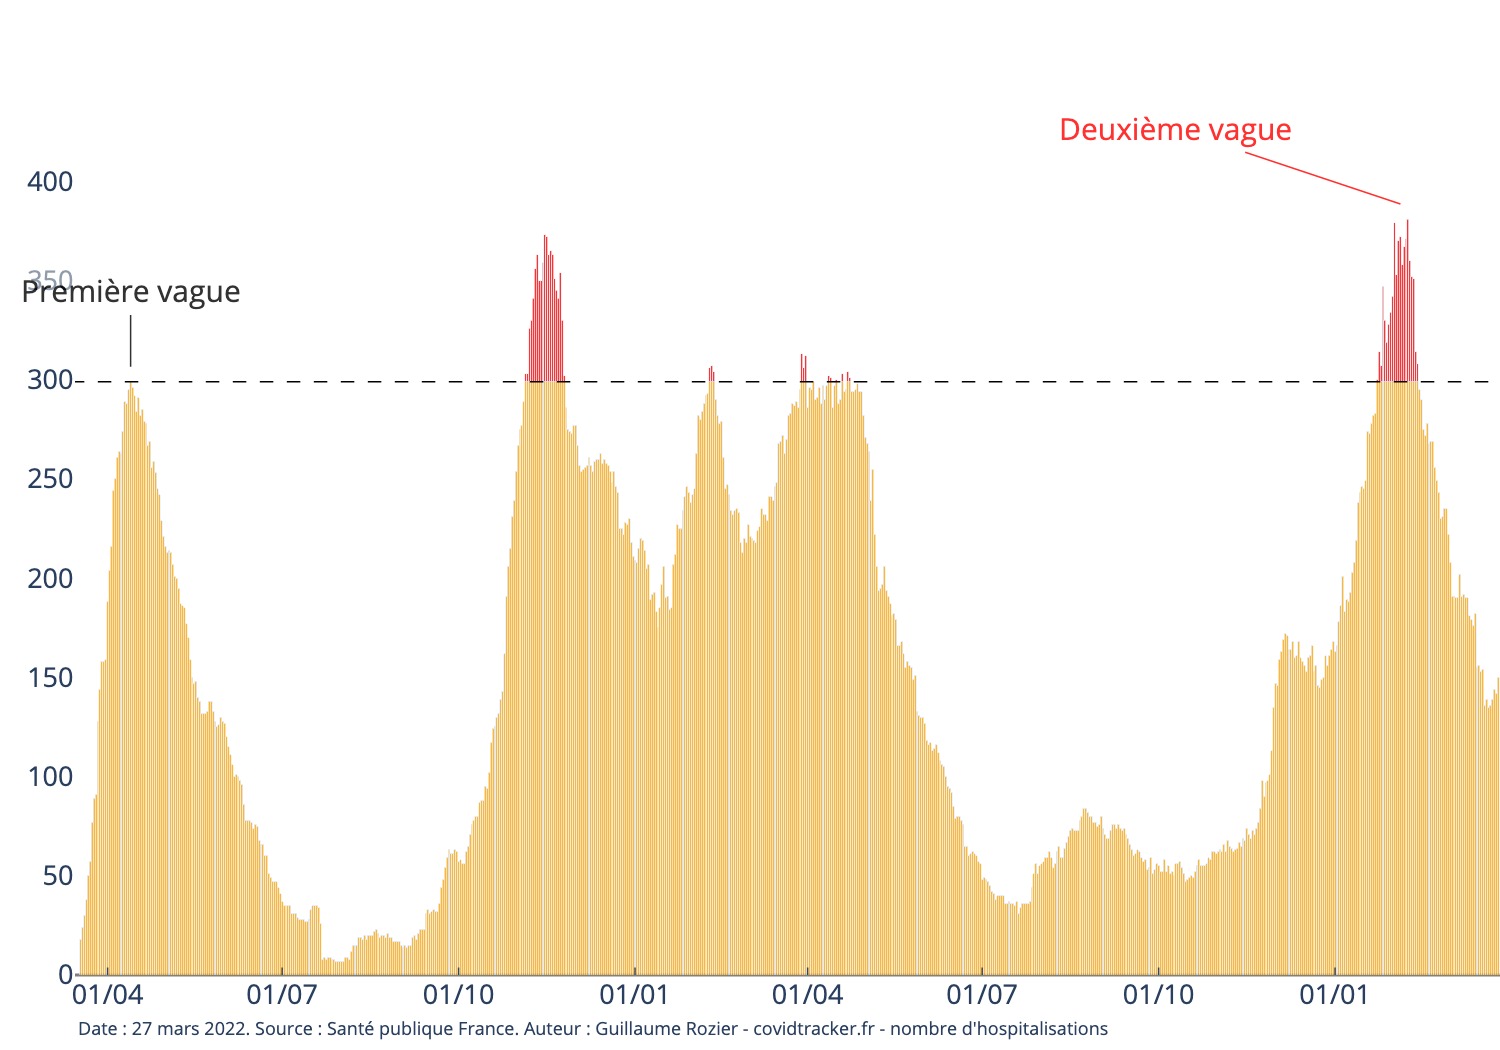 Deuxième vague
400
350
Première vague
300
250
200
150
100
50
0
01/04 01/07 01/10 01/01 01/04 01/07 01/10 01/01
Date : 27 mars 2022. Source : Santé publique France. Auteur : Guillaume Rozier - covidtracker.fr - nombre d'hospitalisations